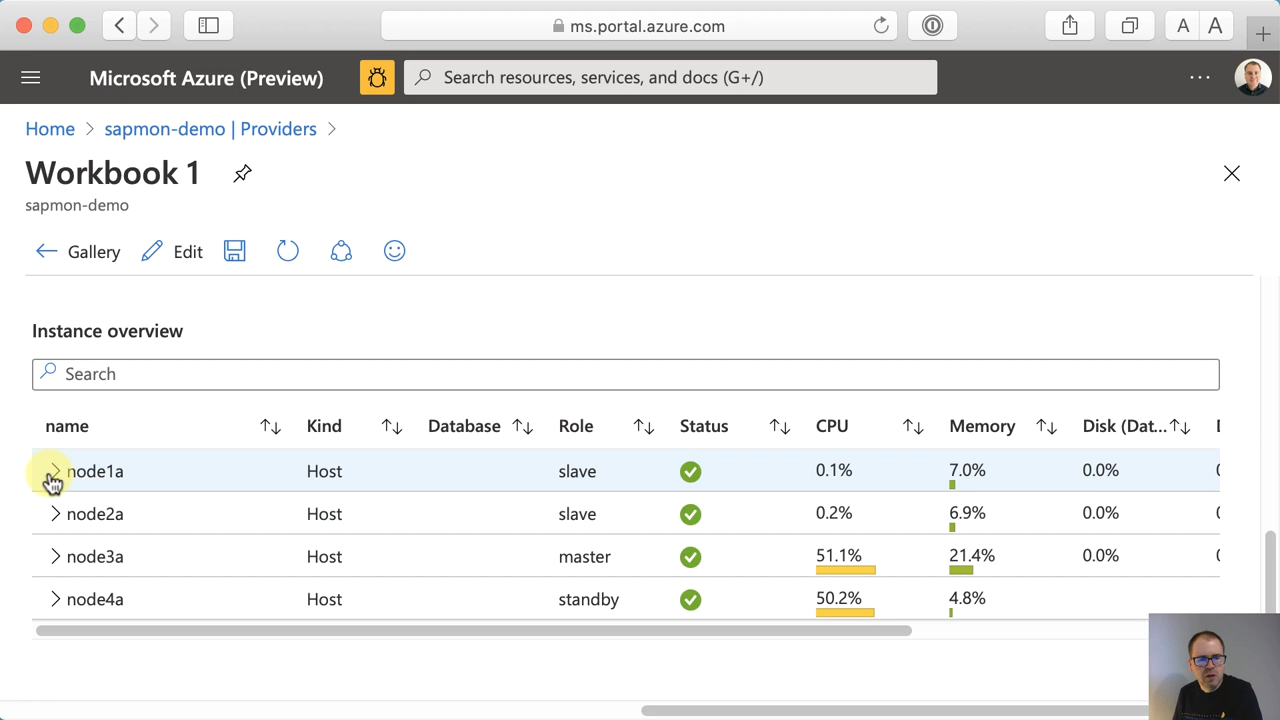 ms.portal.azure.com
A A
Microsoft Azure (Preview)
Search resources, services, and docs (G+/)
Home
sapmon-demo | Providers
Workbook 1
sapmon-demo
Gallery
Edit
Instance overview
Search
name Kind Database Role Status CPU Memory Disk (Dat...
node1a Host slave 0.1% 7.0% 0.0%
node2a Host slave 0.2% 6.9% 0.0%
node3a Host master 51.1% 21.4% 0.0%
node4a Host standby 50.2% 4.8%